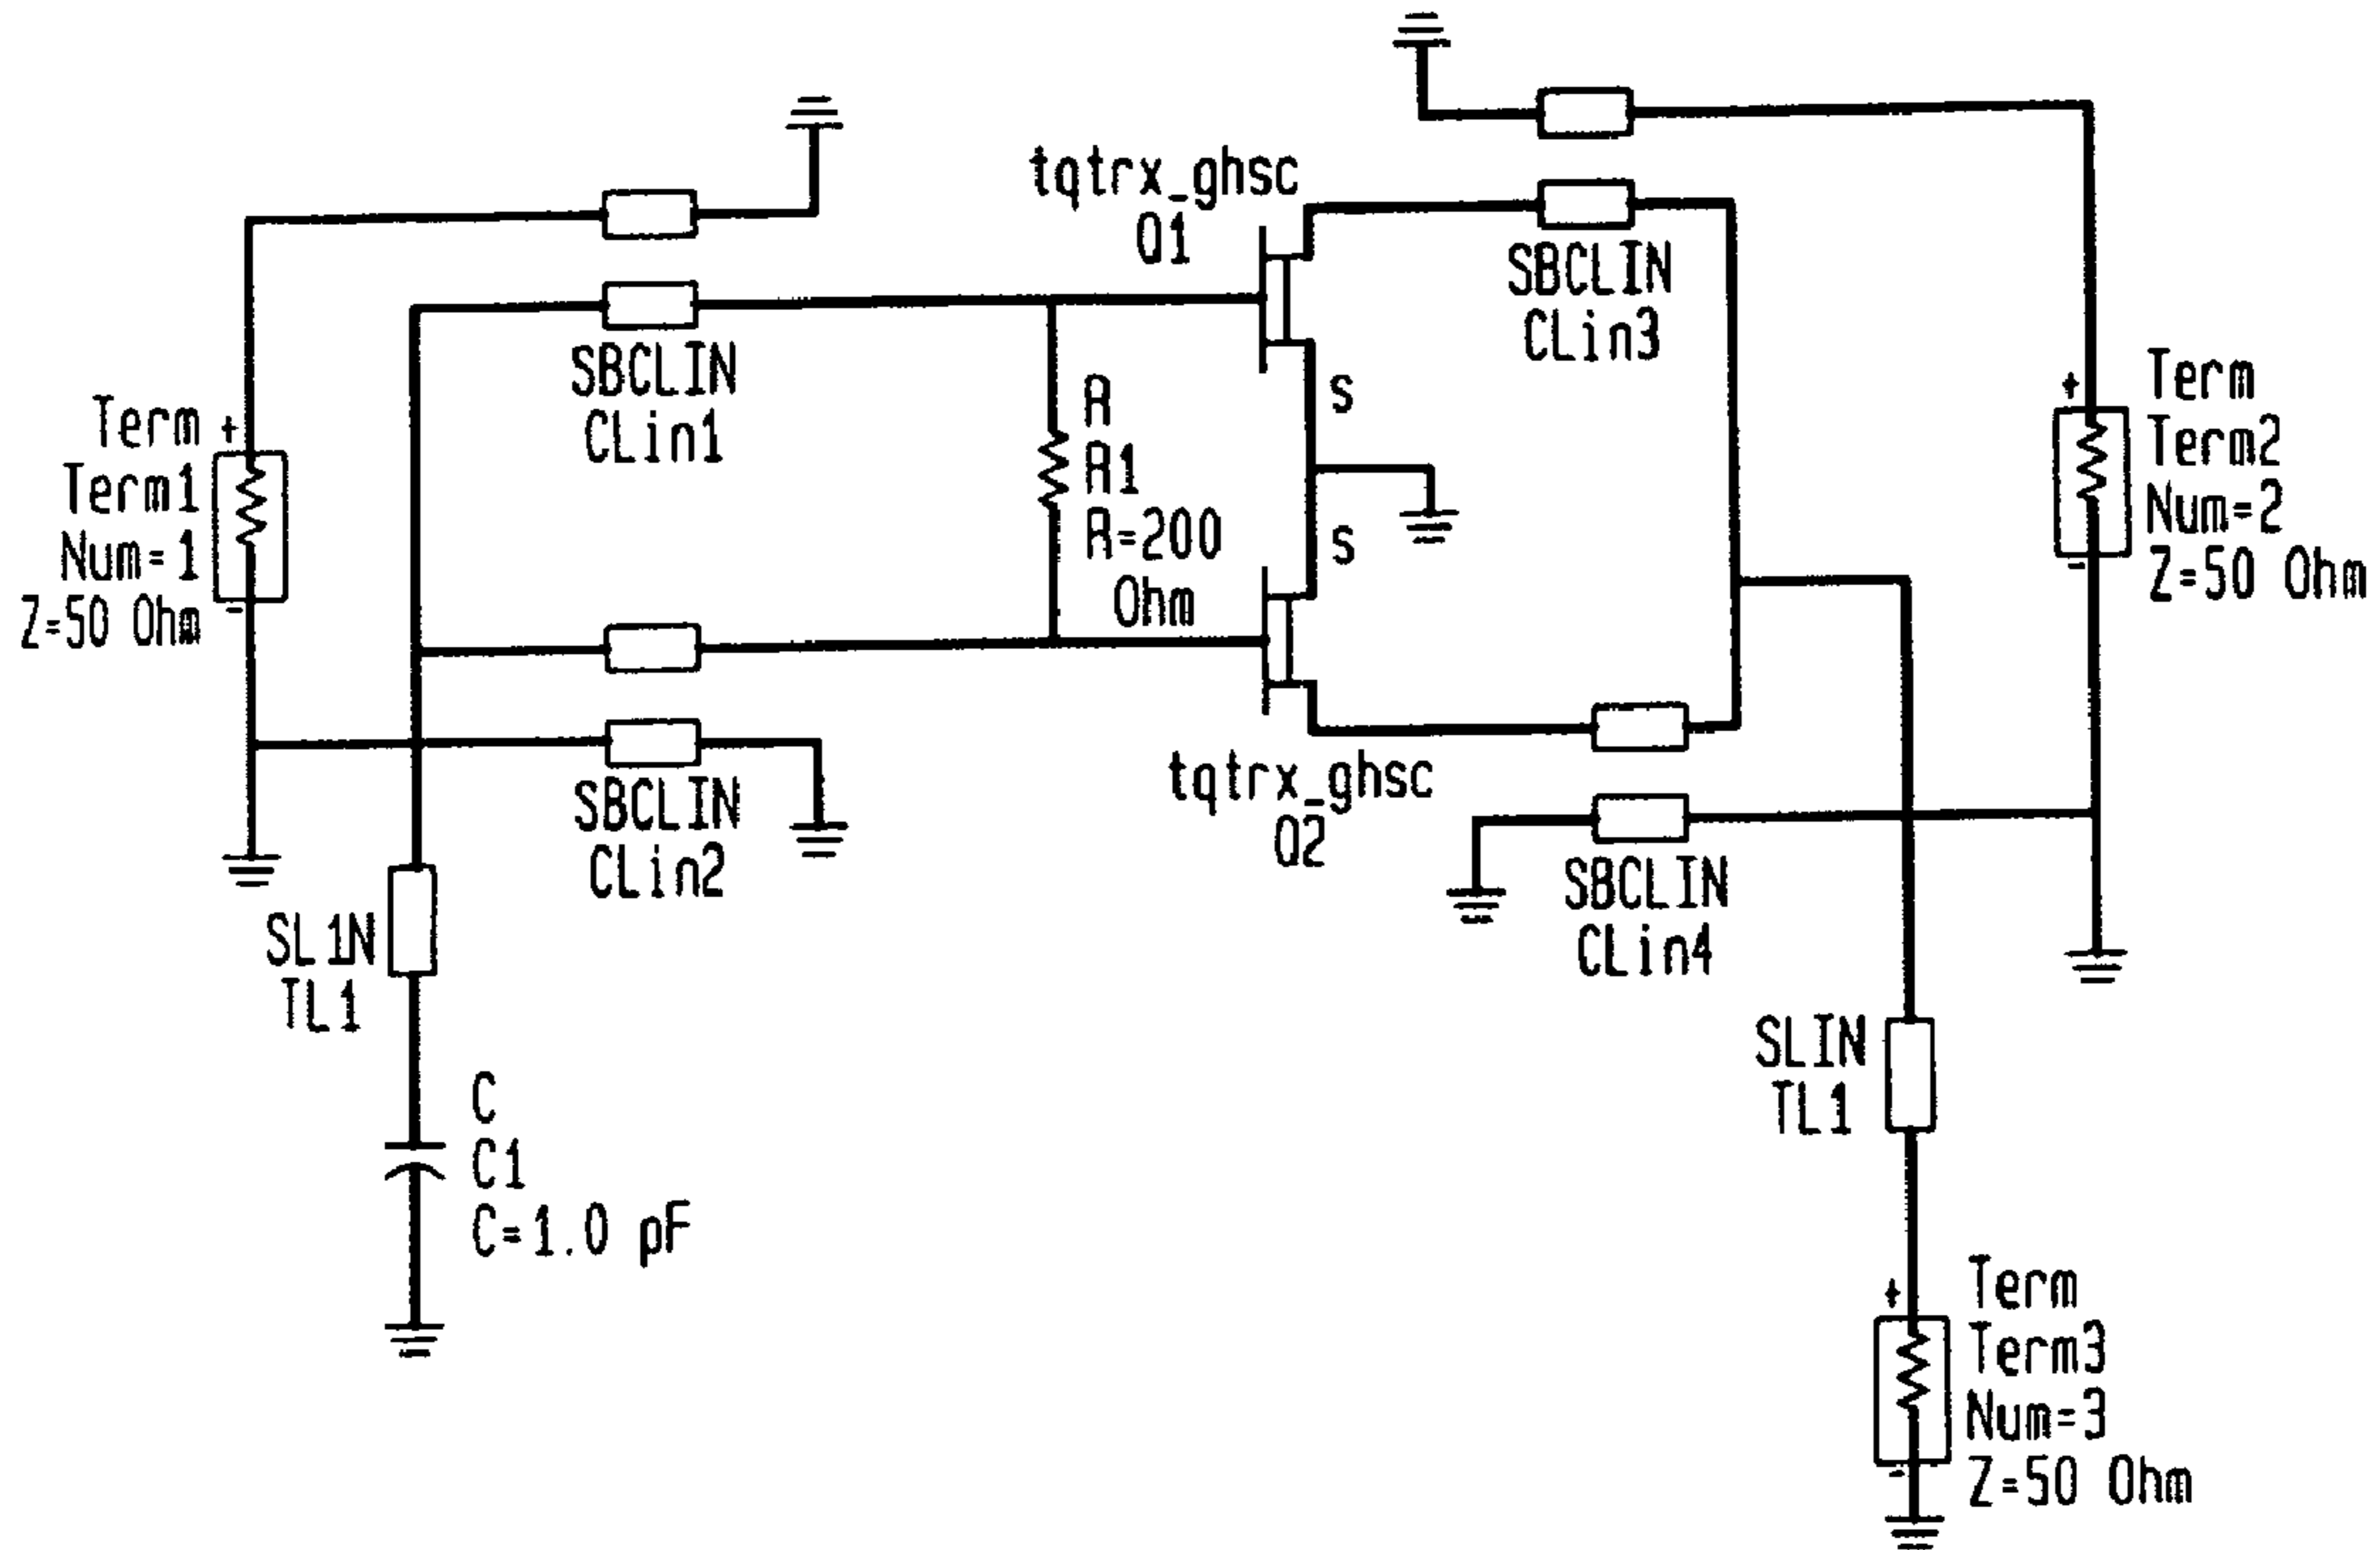 tqtrx_ghsc
Q1
SBCLIN
CLin3
SBCLIN
CLin1
Term +
Term1
Num=1
Z=50 Ohm
-
R
R1
R=200
Ohm
S
S
+ Term
Term2
Num=2
Z=50 Ohm
-
tqtrx_ghsc
Q2
SBCLIN
CLin2
SBCLIN
CLin4
SL1N
TL1
SLIN
TL1
C
C1
C=1.0 pF
+ Term
Term3
Num=3
Z=50 Ohm
-